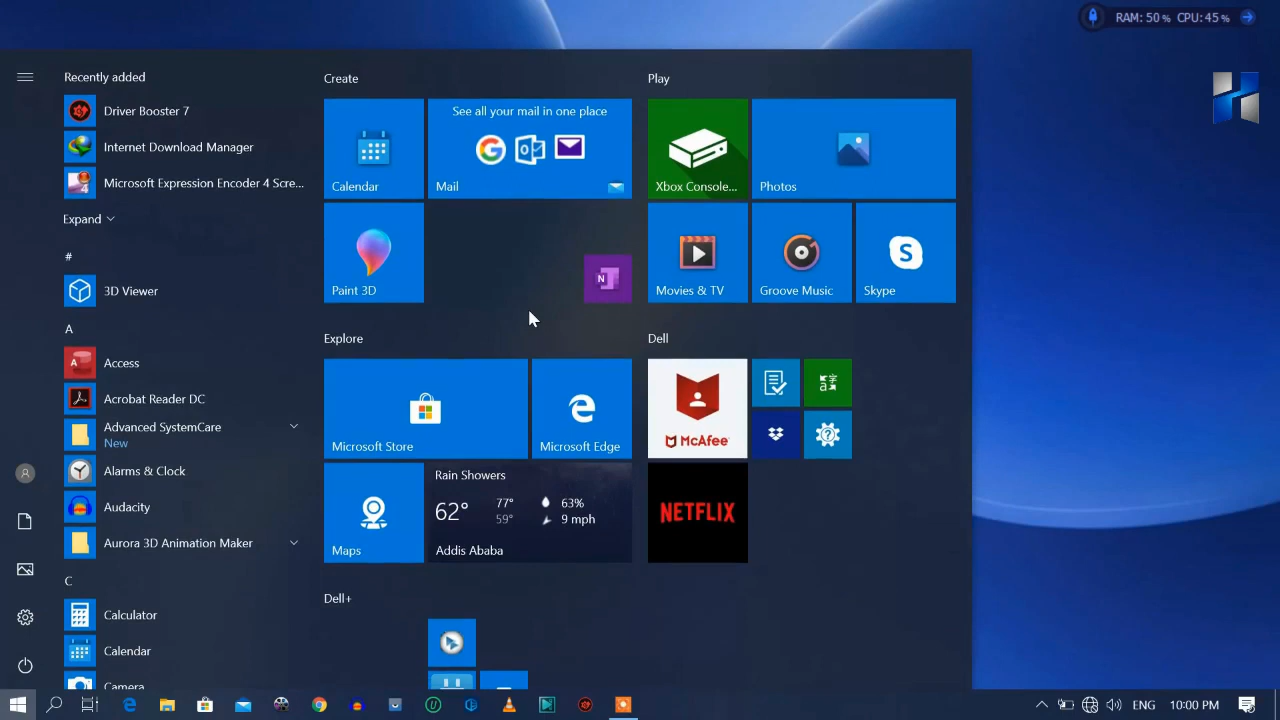 RAM: 50 % CPU: 45 %
Recently added
Driver Booster 7
Internet Download Manager
Microsoft Expression Encoder 4 Scre...
Expand
#
3D Viewer
A
Access
Acrobat Reader DC
Advanced SystemCare
New
Alarms & Clock
Audacity
Aurora 3D Animation Maker
C
Calculator
Calendar
Camera
Create
Calendar
See all your mail in one place
Mail
Paint 3D
N
Explore
Microsoft Store
Microsoft Edge
Maps
Rain Showers
62° 77° 63%
59° 9 mph
Addis Ababa
Dell+
Play
Xbox Console...
Photos
Movies & TV
Groove Music
Skype
Dell
McAfee
NETFLIX
ENG 10:00 PM